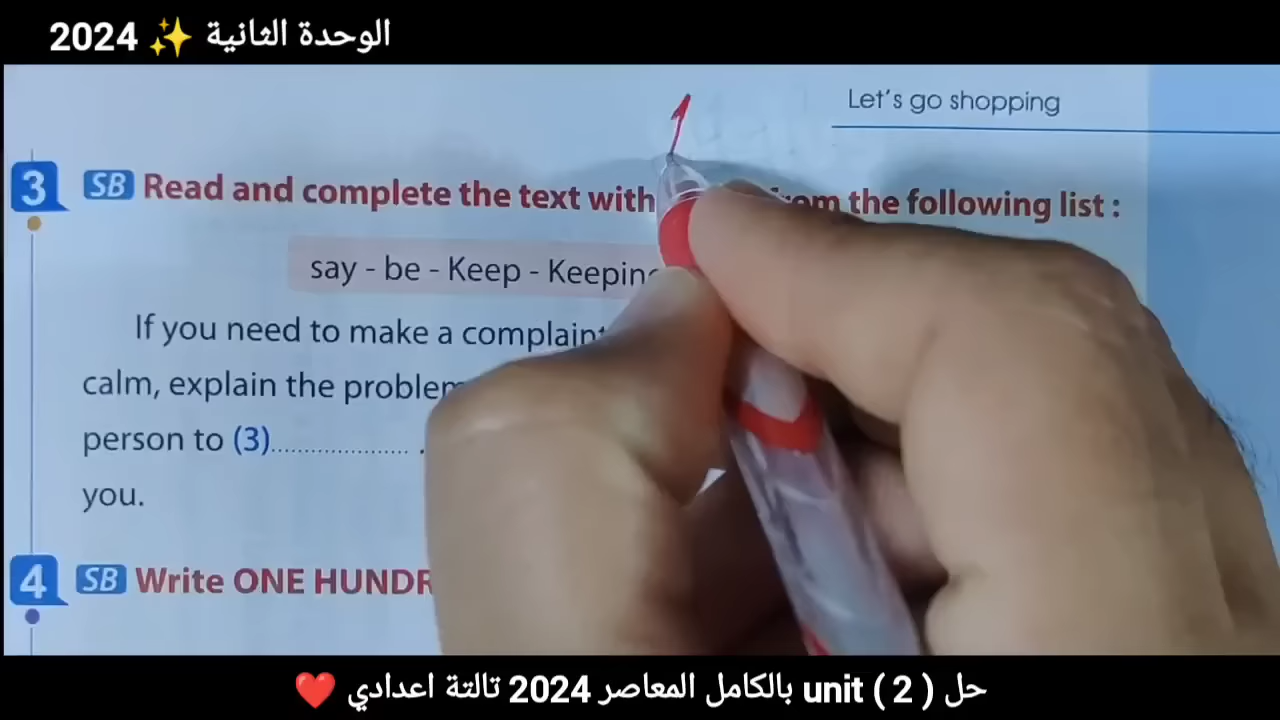 الوحدة الثانية ✨ 2024
Let's go shopping
3 SB Read and complete the text with from the following list :
say - be - Keep - Keeping
If you need to make a complaint
calm, explain the problem
person to (3).................... .
you.
4 SB Write ONE HUNDR
حل ( 2 ) unit بالكامل المعاصر 2024 تالتة اعدادي ❤️